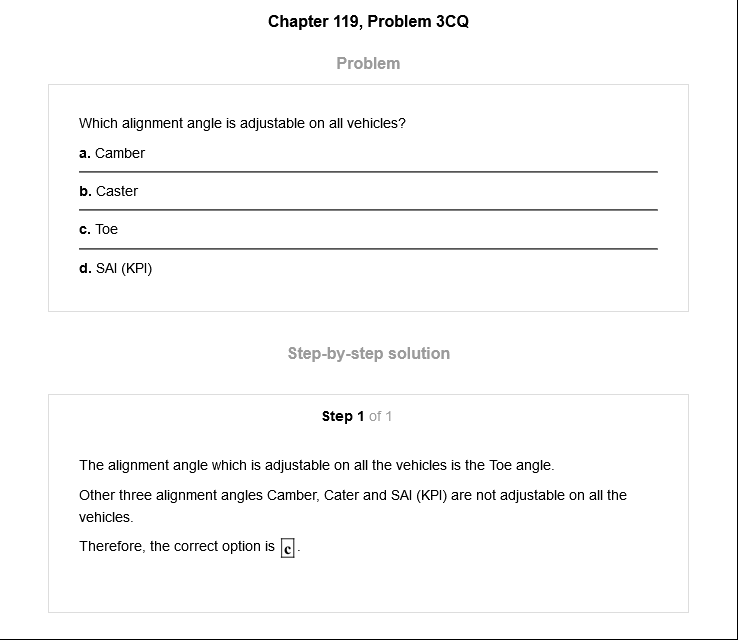 Chapter 119, Problem 3CQ
Problem
Which alignment angle is adjustable on all vehicles?
a. Camber
b. Caster
c. Toe
d. SAI (KPI)
Step-by-step solution
Step 1 of 1
The alignment angle which is adjustable on all the vehicles is the Toe angle.
Other three alignment angles Camber, Cater and SAI (KPI) are not adjustable on all the
vehicles.
Therefore, the correct option is c.